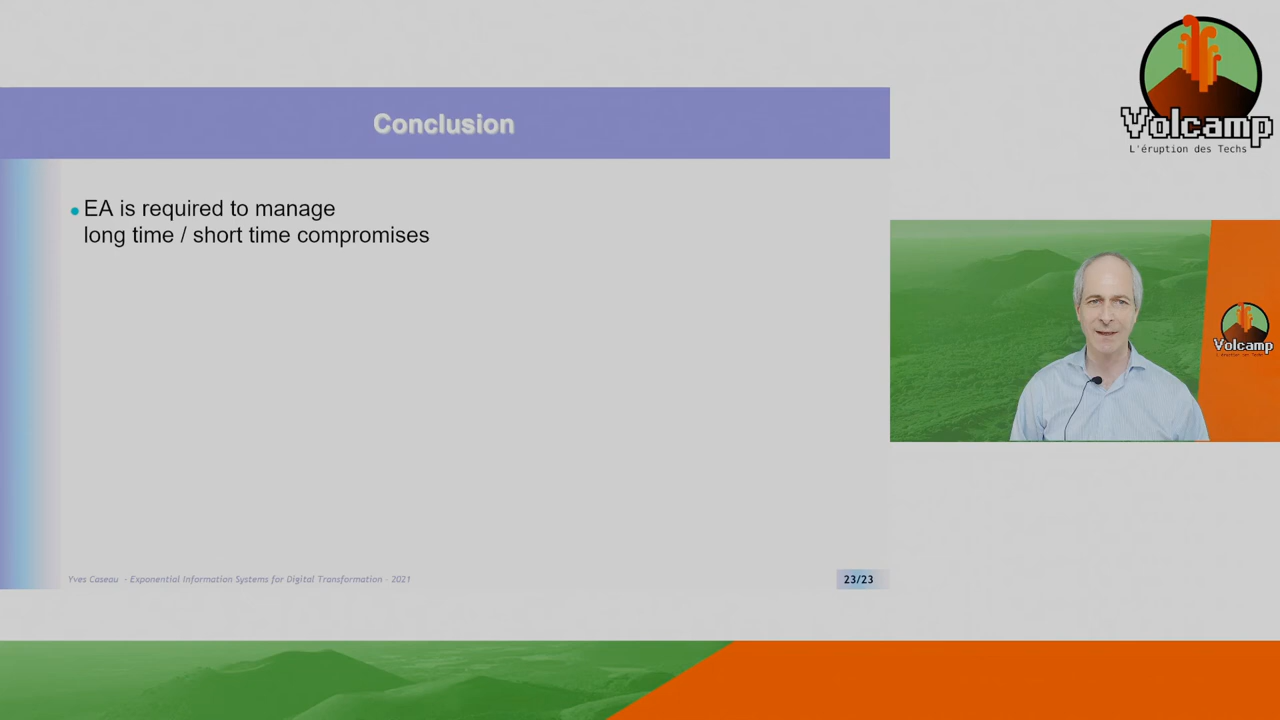 Volcamp
L'éruption des Techs
Conclusion
EA is required to manage
long time / short time compromises
Volcamp
Yves Caseau - Exponential Information Systems for Digital Transformation - 2021
23/23